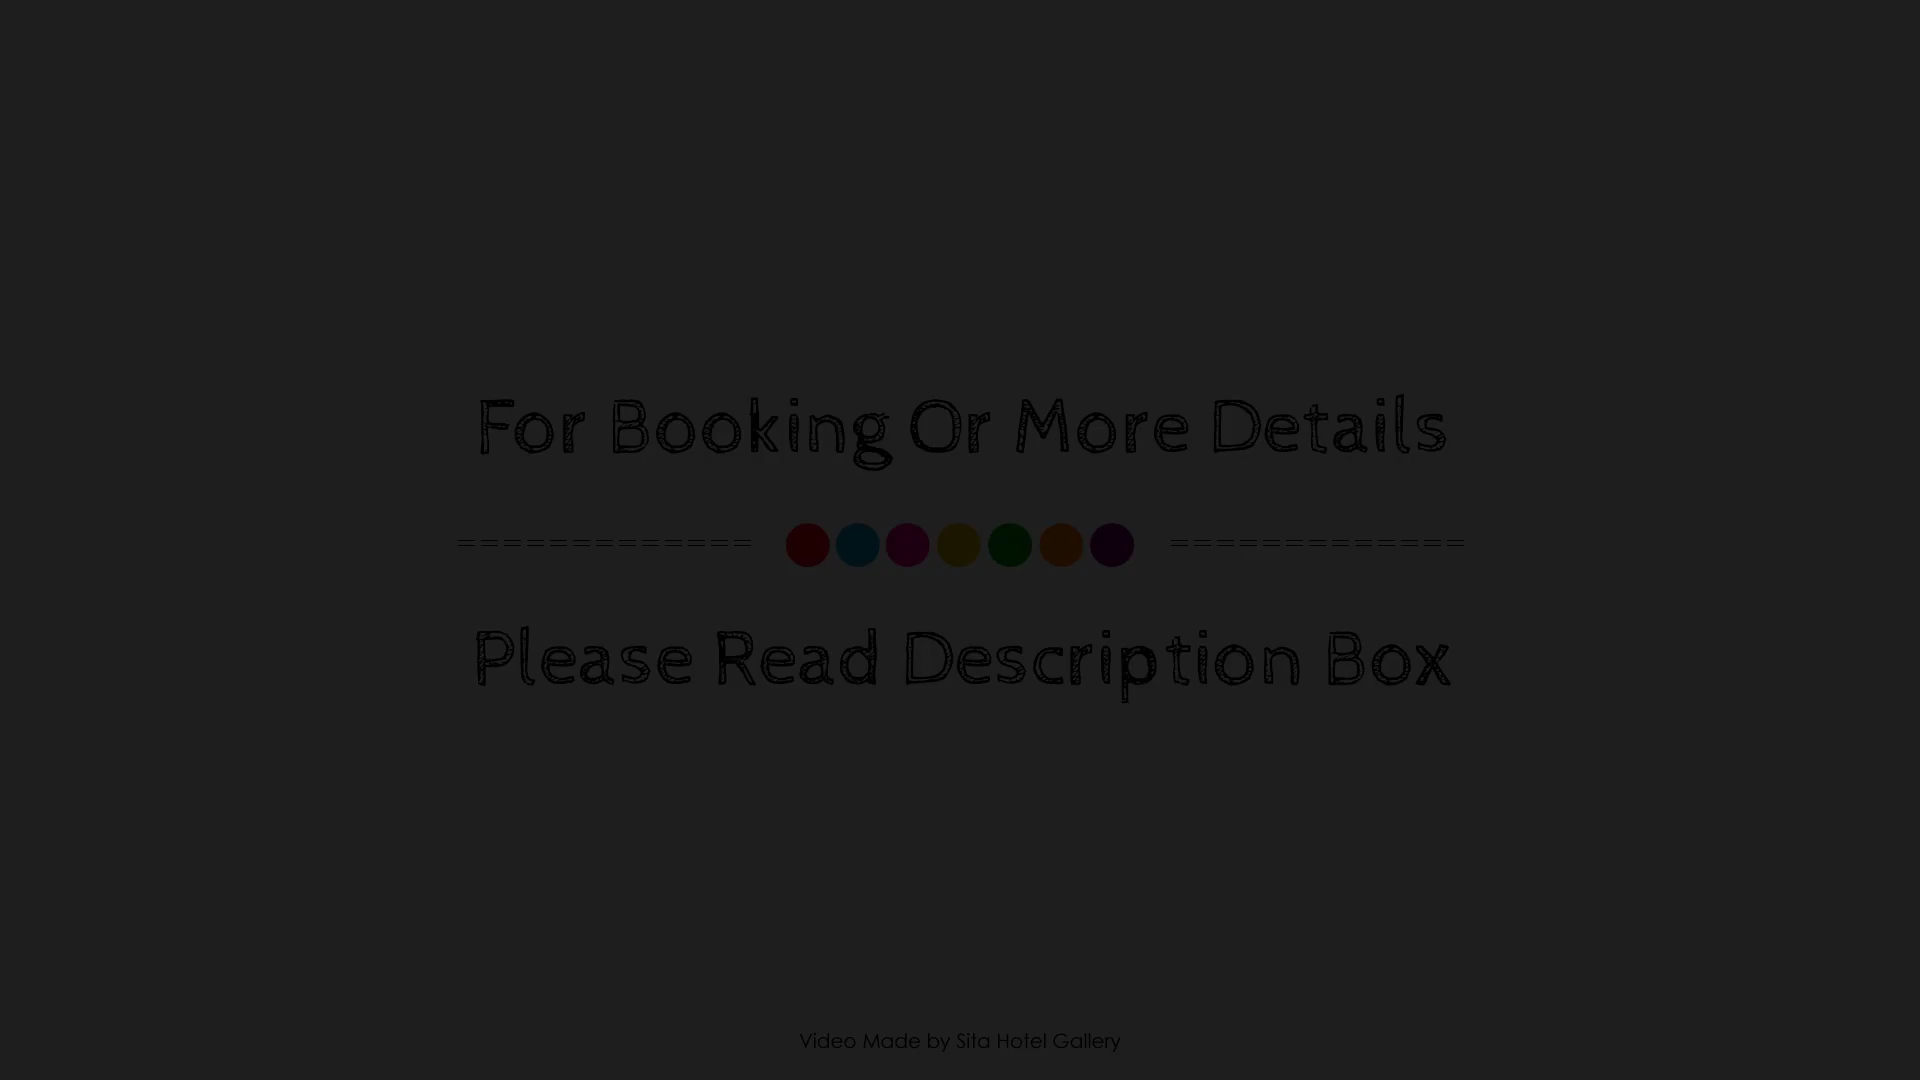 For Booking Or More Details
============= =============
Please Read Description Box
Video Made by Sita Hotel Gallery